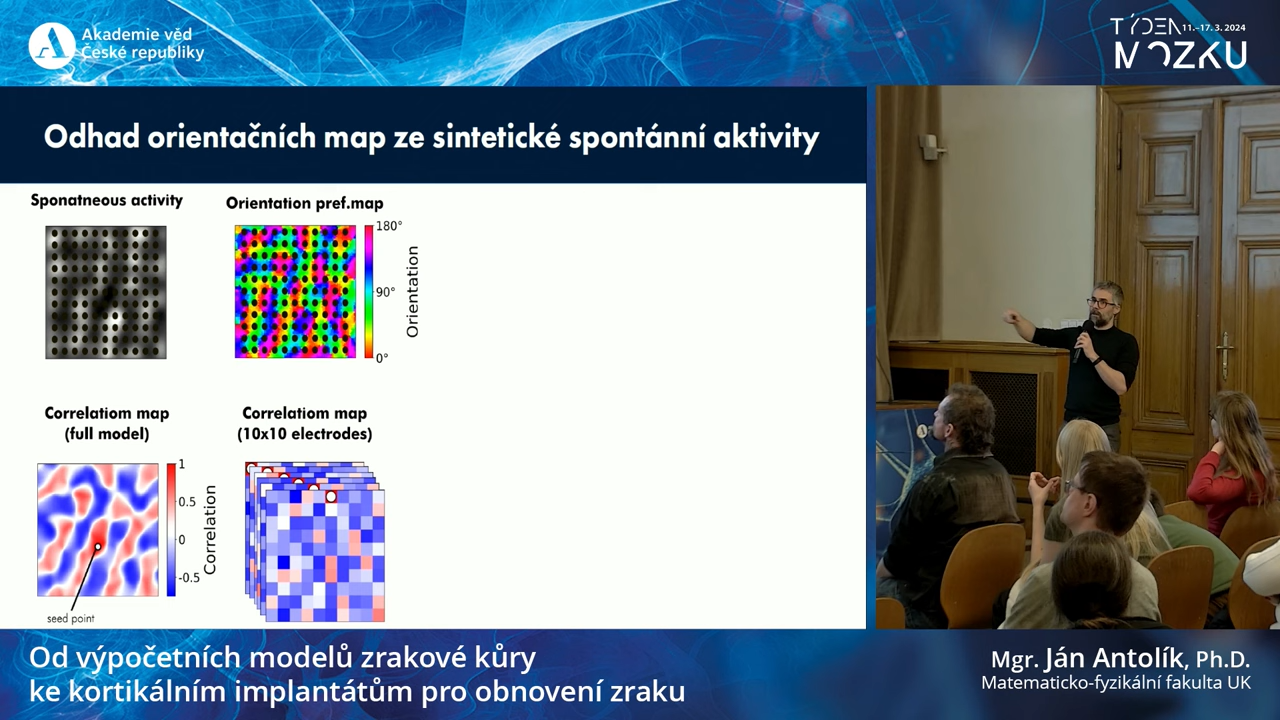 Akademie věd
České republiky
TÝDEN 11.–17. 3. 2024
MOZKU
Odhad orientačních map ze sintetické spontánní aktivity
Sponatneous activity
Orientation pref.map
180°
90°
0°
Orientation
Correlatiom map
(full model)
1
0.5
0
-0.5
Correlation
seed point
Correlatiom map
(10x10 electrodes)
Od výpočetních modelů zrakové kůry
ke kortikálním implantátům pro obnovení zraku
Mgr. Ján Antolík, Ph.D.
Matematicko-fyzikální fakulta UK